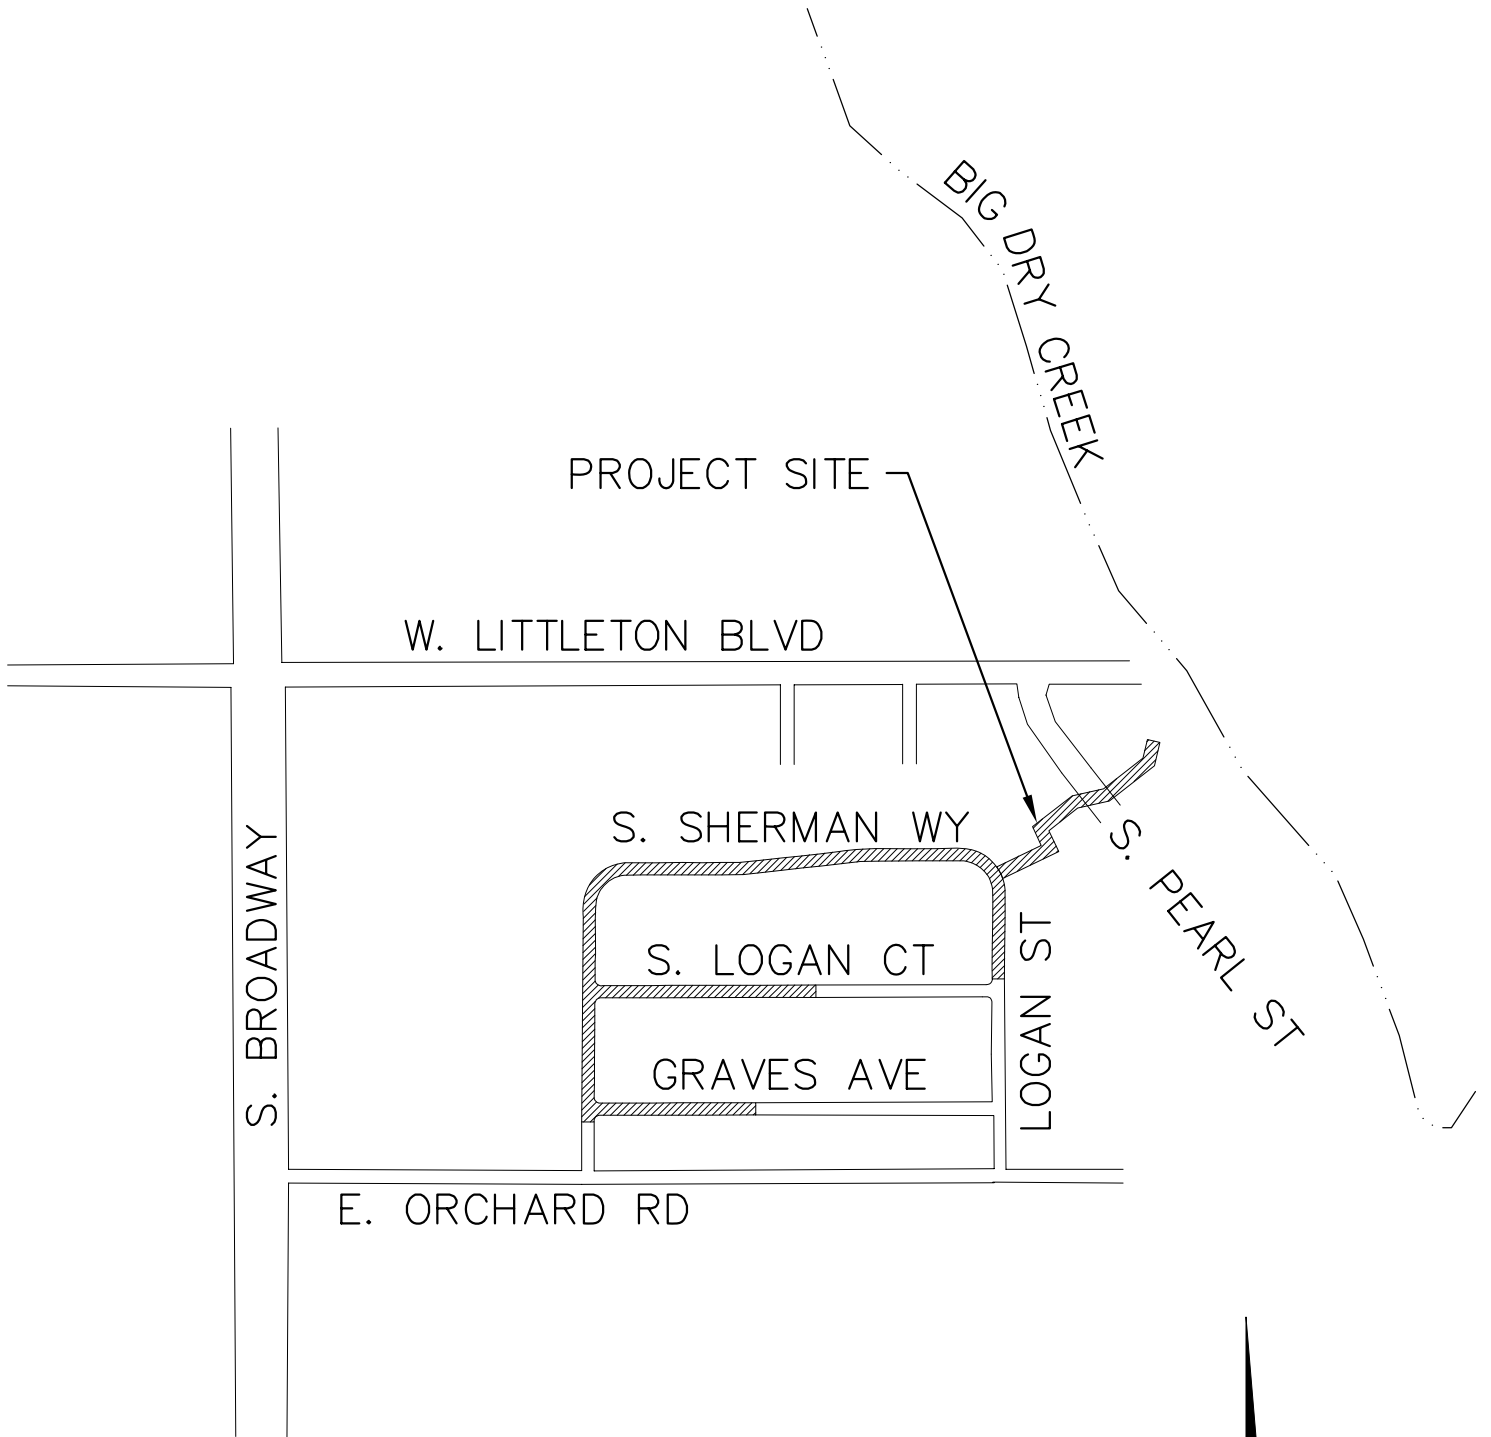 BIG DRY CREEK
PROJECT SITE
W. LITTLETON BLVD
S. SHERMAN WY
S. PEARL ST
S. BROADWAY
S. LOGAN CT
LOGAN ST
GRAVES AVE
E. ORCHARD RD